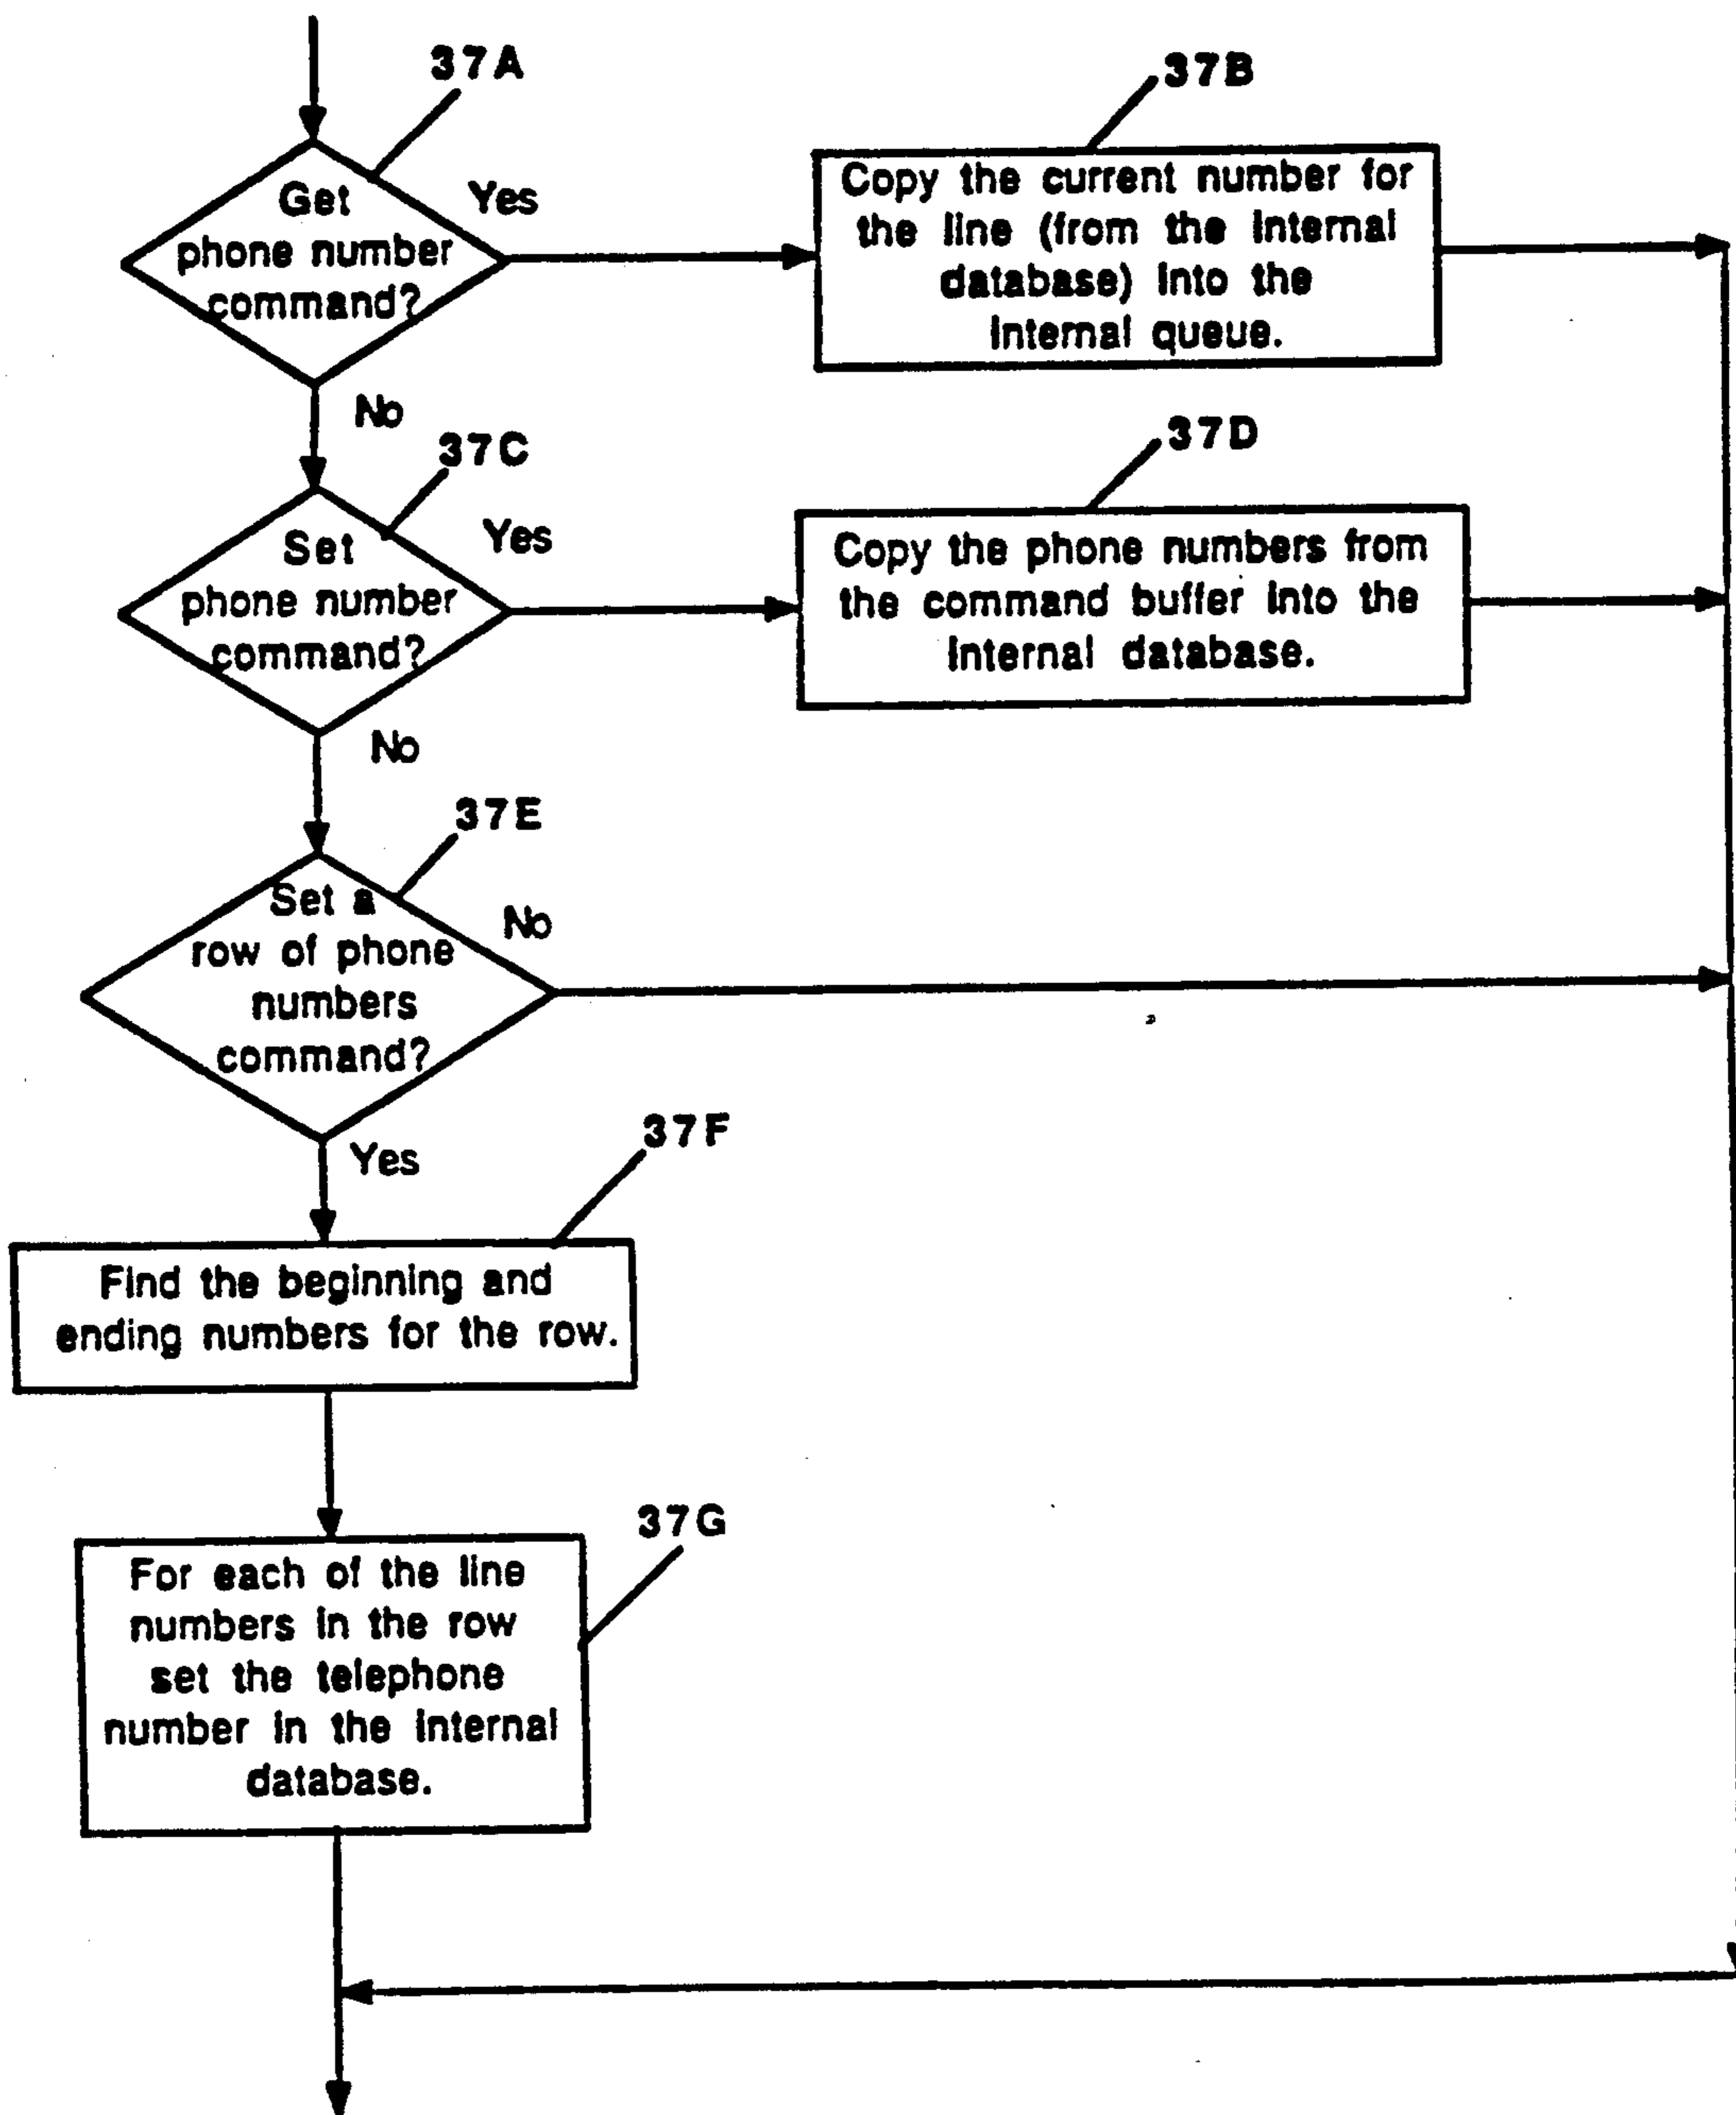 37A
Get
phone number
command?
Yes
37B
Copy the current number for
the line (from the internal
database) into the
internal queue.
No
37C
Set
phone number
command?
Yes
37D
Copy the phone numbers from
the command buffer into the
internal database.
No
37E
Set a
row of phone
numbers
command?
No
Yes
37F
Find the beginning and
ending numbers for the row.
37G
For each of the line
numbers in the row
set the telephone
number in the internal
database.